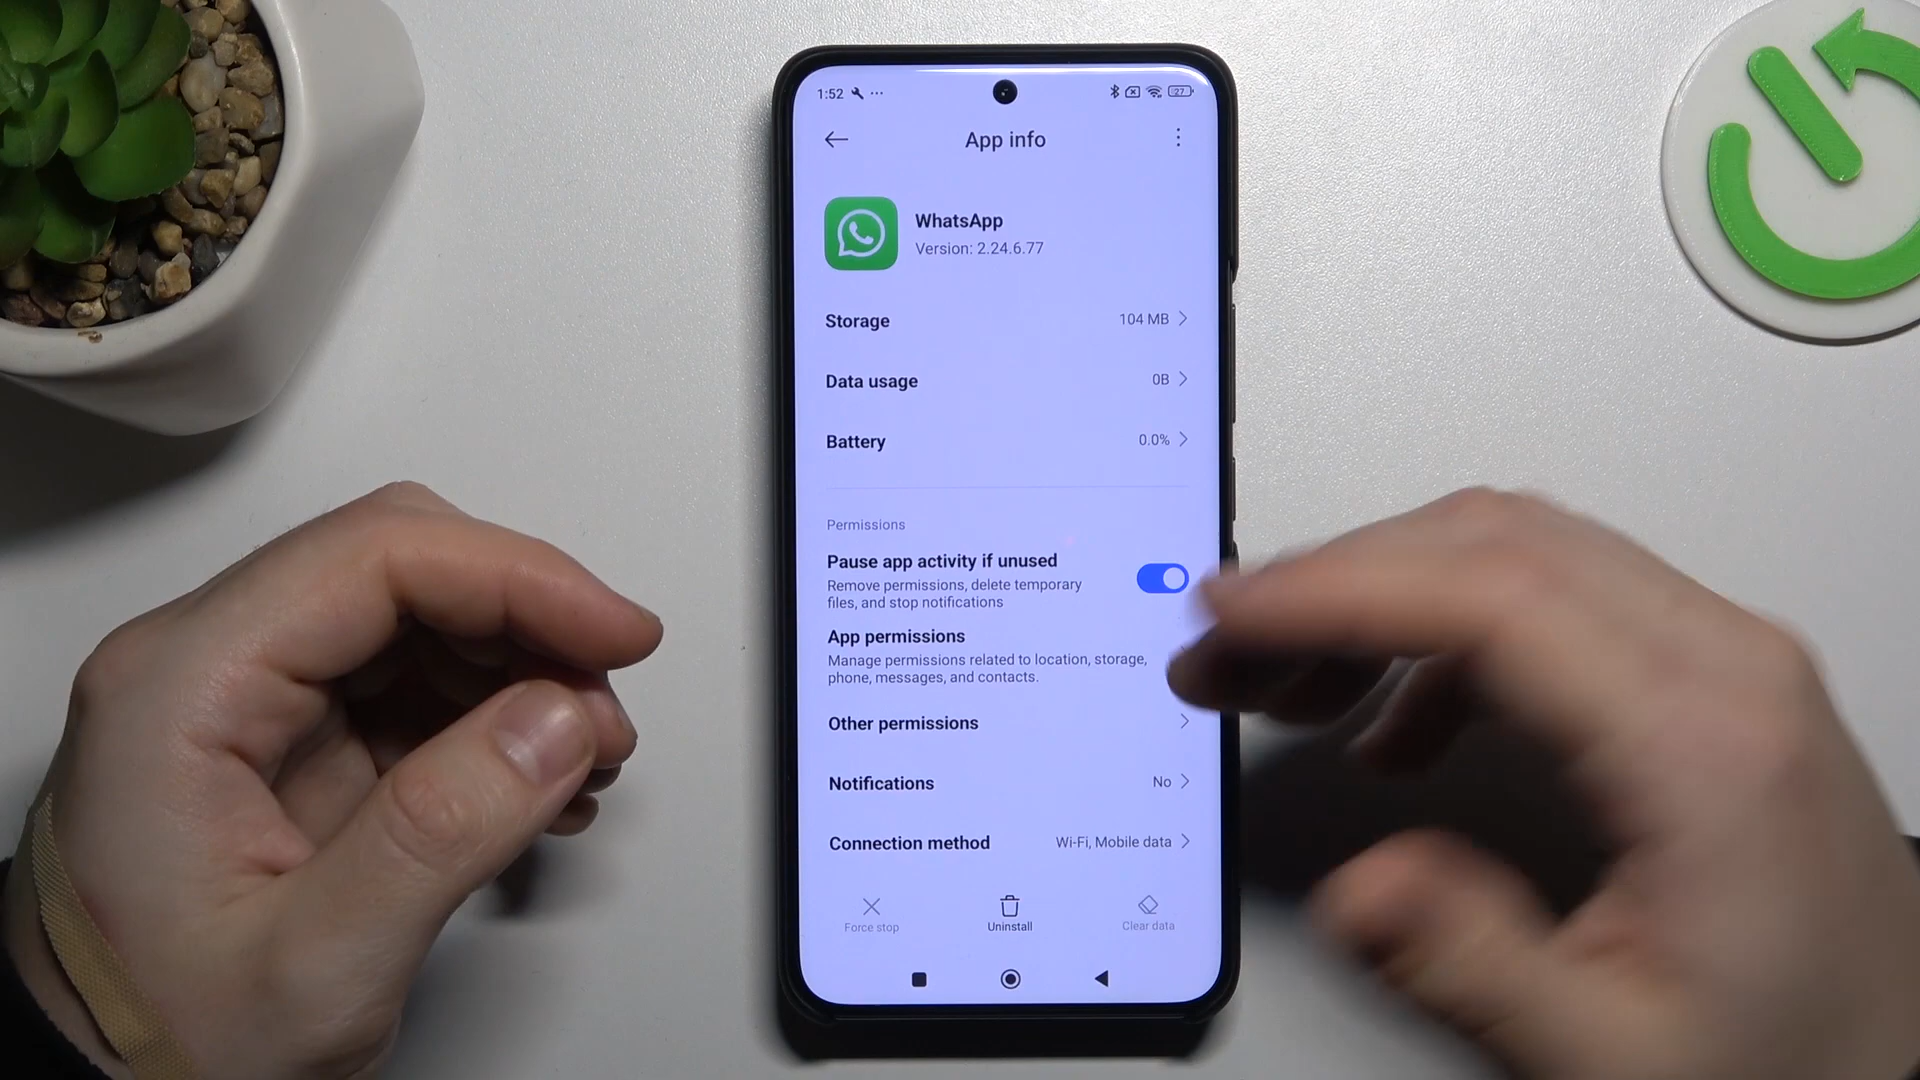 1:52 ...
27
App info
WhatsApp
Version: 2.24.6.77
Storage 104 MB
Data usage 0B
Battery 0.0%
Permissions
Pause app activity if unused
Remove permissions, delete temporary
files, and stop notifications
App permissions
Manage permissions related to location, storage,
phone, messages, and contacts.
Other permissions
Notifications No
Connection method Wi-Fi, Mobile data
Force stop Uninstall Clear data